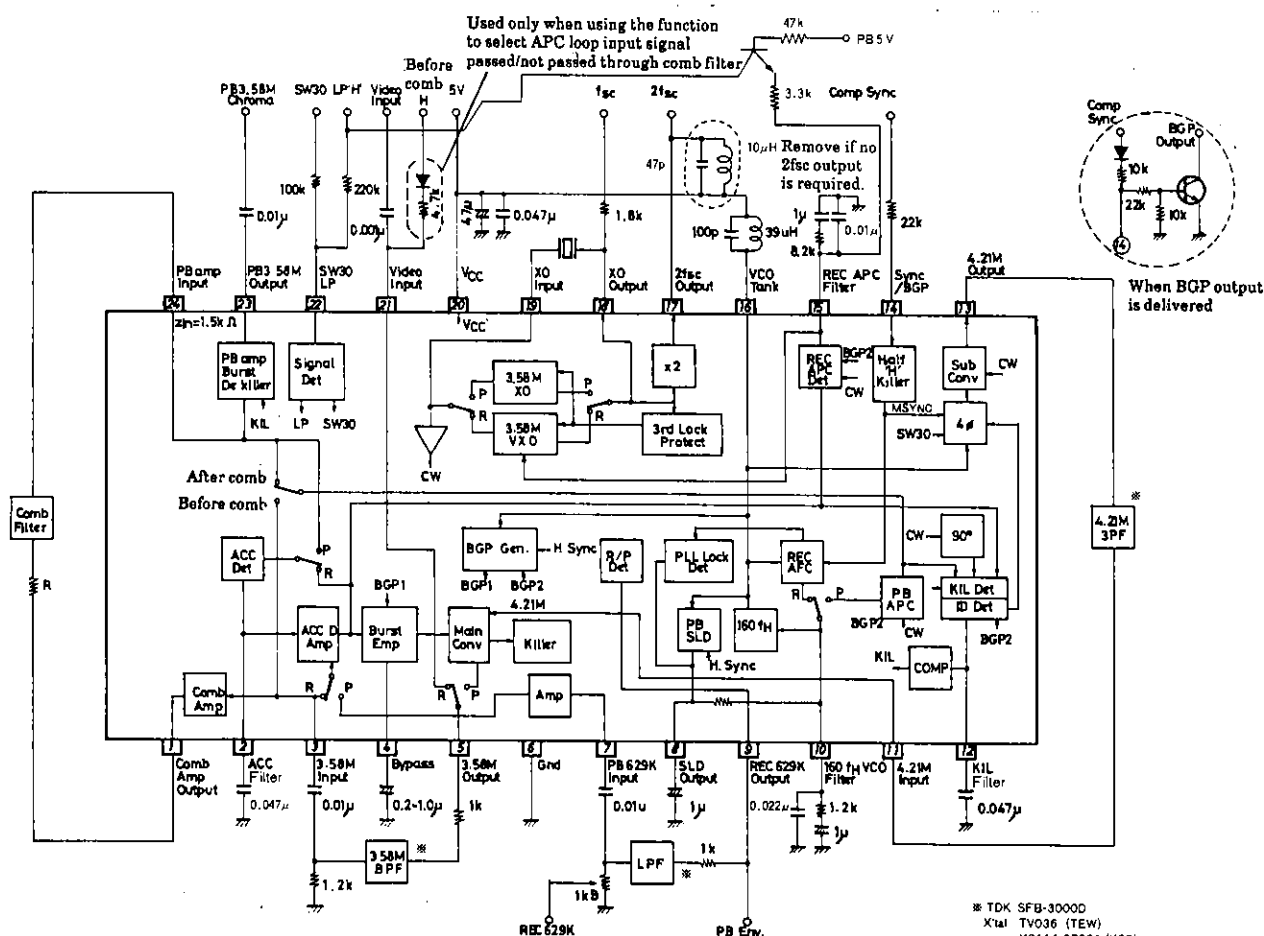 Used only when using the function
to select APC loop input signal
passed/not passed through comb filter
47k
PB 5V
Before
comb
H
PB3.58M
Chroma
SW30
LP'H'
Video
Input
5V
fsc
2fsc
3.3k
Comp Sync
Comp
Sync
BGP
Output
10k
22k
10k
14
When BGP output
is delivered
47p
10μH
Remove if no
2fsc output
is required.
100k
220k
4.7k
0.01μ
0.001μ
47μ
0.047μ
1.8k
100p
39uH
1μ
0.01μ
8.2k
22k
PB amp
Input
PB3.58M
Output
SW30
LP
Video
Input
VCC
XO
Input
XO
Output
2fsc
Output
VCO
Tank
REC APC
Filter
Sync
/BGP
4.21M
Output
24
23
22
21
20
19
18
17
16
15
14
13
zin=1.5kΩ
VCC
PB amp
Burst
De killer
KIL
Signal
Det
LP
SW30
3.58M
XO
3.58M
VXO
P
R
P
R
CW
x2
3rd Lock
Protect
REC
APC
Det
BGP2
CW
Half
'H'
Killer
MSYNC
SW30
Sub
Conv
CW
4ø
After comb
Before comb
Comb
Filter
R
4.21M
3PF
※
ACC
Det
P
R
BGP Gen.
H Sync
BGP1
BGP2
R/P
Det
PLL Lock
Det
REC
AFC
CW
90°
R
P
PB
APC
BGP2
CW
KIL Det
ID Det
BGP2
BGP1
4.21M
ACC D
Amp
Burst
Emp
Main
Conv
Killer
PB
SLD
H. Sync
160 fH
KIL
COMP
Comb
Amp
R
P
R
P
Amp
1
2
3
4
5
6
7
8
9
10
11
12
Comb
Amp
Output
ACC
Filter
3.58M
Input
Bypass
3.58M
Output
Gnd
PB 629K
Input
SLD
Output
REC629K
Output
160 fH VCO
Filter
4.21M
Input
KIL
Filter
0.047μ
0.01μ
0.2~1.0μ
1k
0.01u
1μ
0.022μ
1.2k
1μ
0.047μ
3.58M
BPF
※
1.2k
LPF
※
1k
1kB
REC 629K
PB Env.
※ TDK SFB-3000D
X'tal TV036 (TEW)